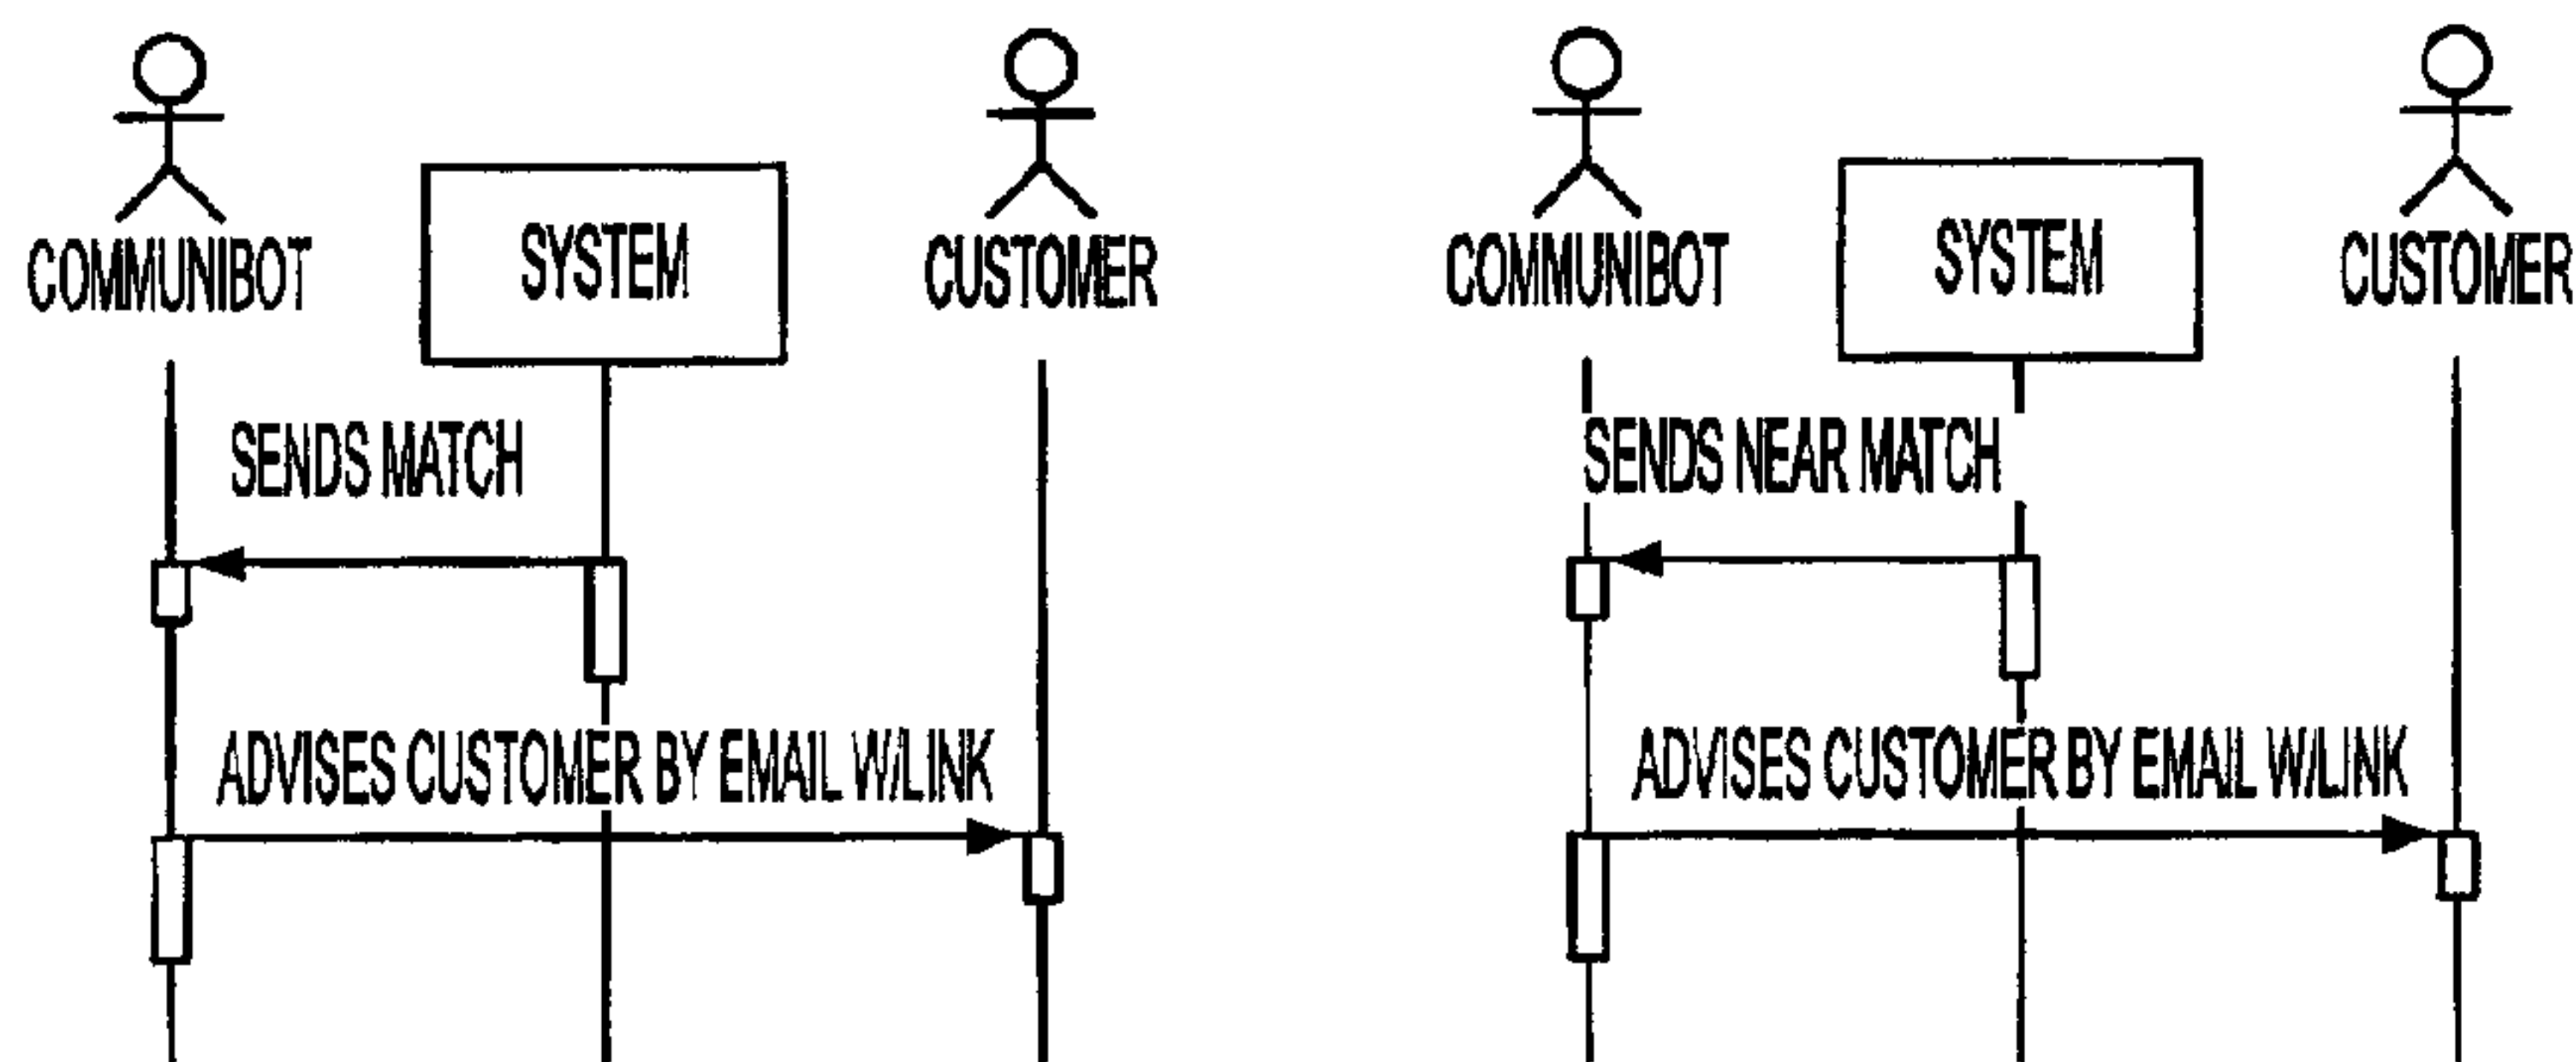 COMMUNIBOT
SYSTEM
CUSTOMER
SENDS MATCH
ADVISES CUSTOMER BY EMAIL W/LINK
COMMUNIBOT
SYSTEM
CUSTOMER
SENDS NEAR MATCH
ADVISES CUSTOMER BY EMAIL W/LINK